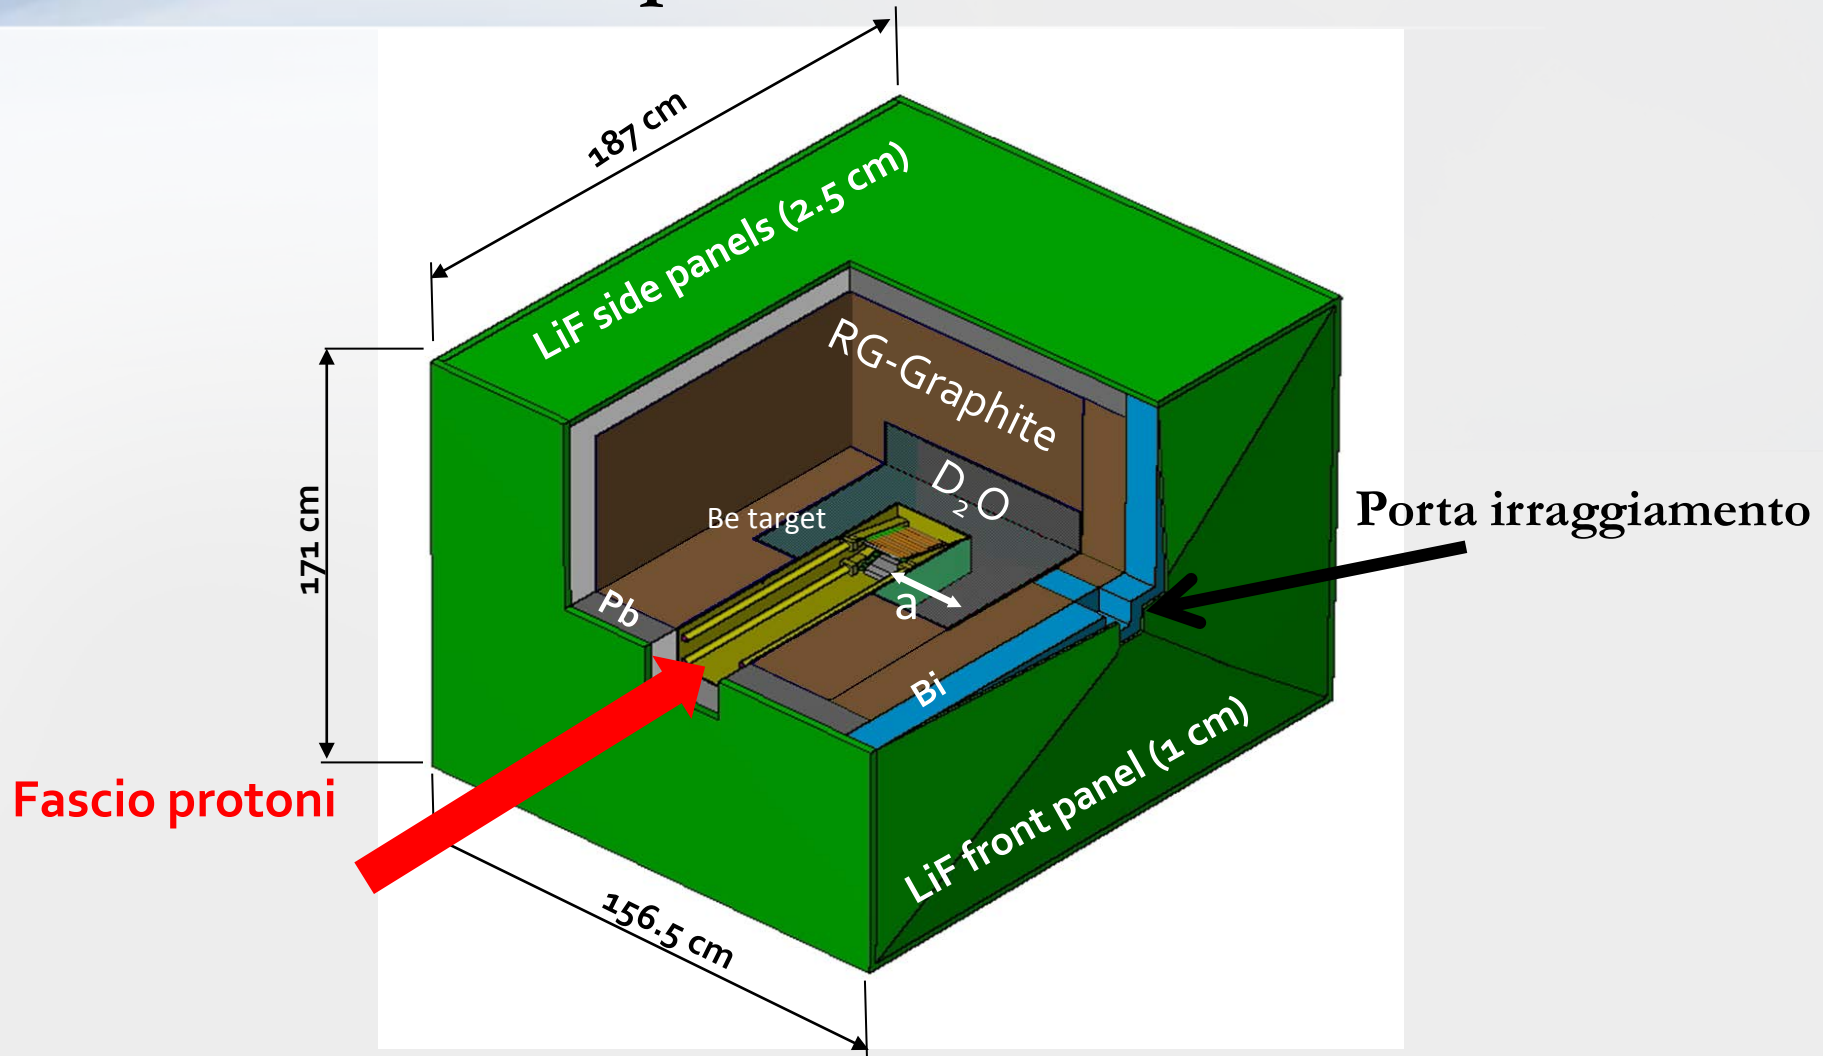 187 cm
LiF side panels (2.5 cm)
RG-Graphite
D₂O
Be target
171 cm
Porta irraggiamento
a
Pb
Bi
LiF front panel (1 cm)
Fascio protoni
156.5 cm